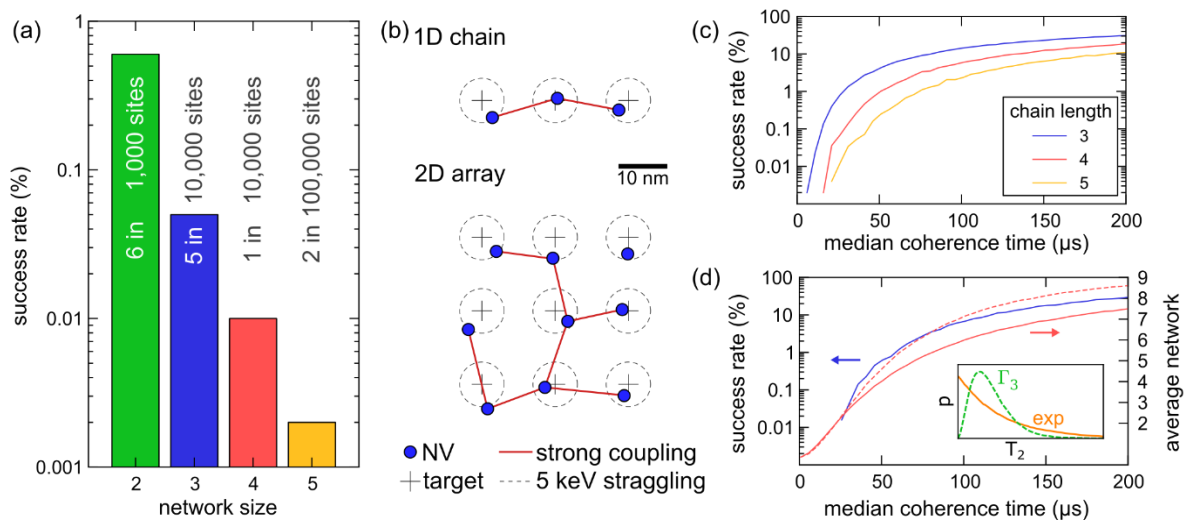 (a)
success rate (%)
1
0.1
0.01
0.001
6 in 1,000 sites
5 in 10,000 sites
1 in 10,000 sites
2 in 100,000 sites
2 3 4 5
network size
(b)
1D chain
2D array
10 nm
NV
strong coupling
target
5 keV straggling
(c)
success rate (%)
100
10
1
0.1
0.01
chain length
3
4
5
0 50 100 150 200
median coherence time (µs)
(d)
success rate (%)
100
10
1
0.1
0.01
9
8
7
6
5
4
3
2
average network
p
Γ3
exp
T2
0 50 100 150 200
median coherence time (µs)